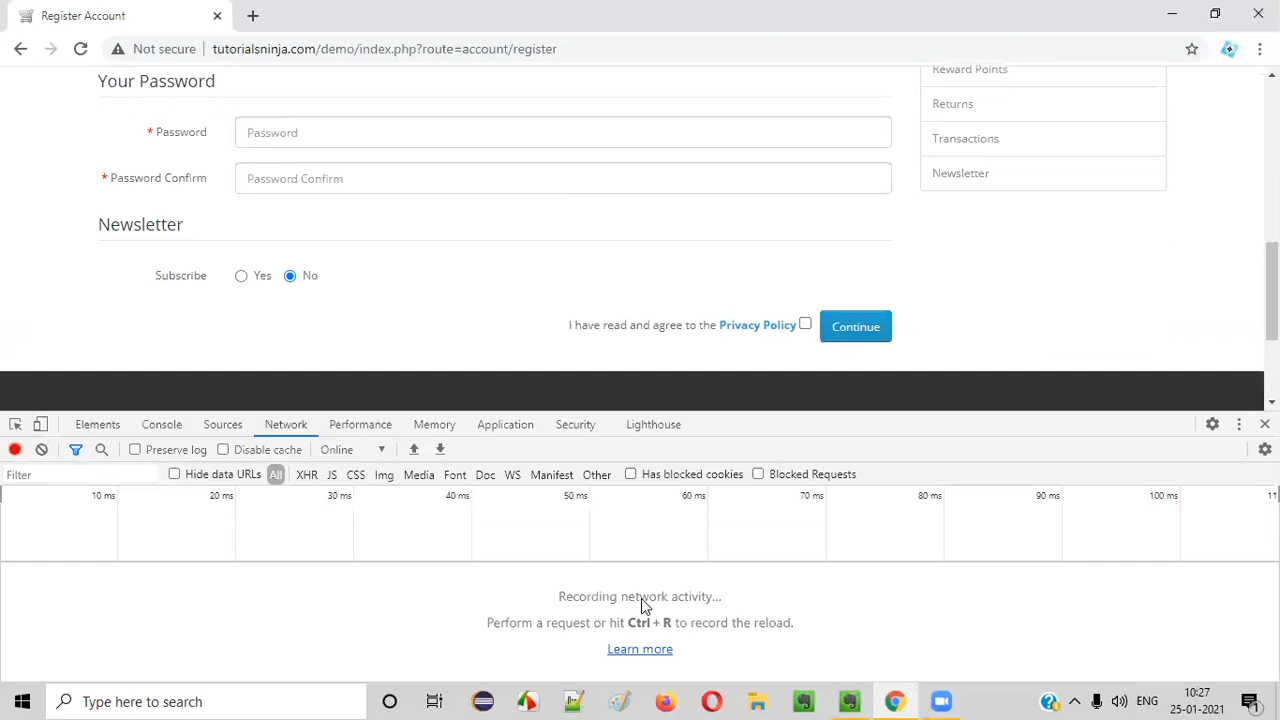 Register Account
Not secure | tutorialsninja.com/demo/index.php?route=account/register
Your Password
* Password
Password
* Password Confirm
Password Confirm
Newsletter
Subscribe
Yes
No
I have read and agree to the Privacy Policy
Continue
Reward Points
Returns
Transactions
Newsletter
Elements Console Sources Network Performance Memory Application Security Lighthouse
Preserve log Disable cache Online
Filter Hide data URLs All XHR JS CSS Img Media Font Doc WS Manifest Other Has blocked cookies Blocked Requests
10 ms 20 ms 30 ms 40 ms 50 ms 60 ms 70 ms 80 ms 90 ms 100 ms 11
Recording network activity...
Perform a request or hit Ctrl + R to record the reload.
Learn more
Type here to search
ENG
10:27
25-01-2021